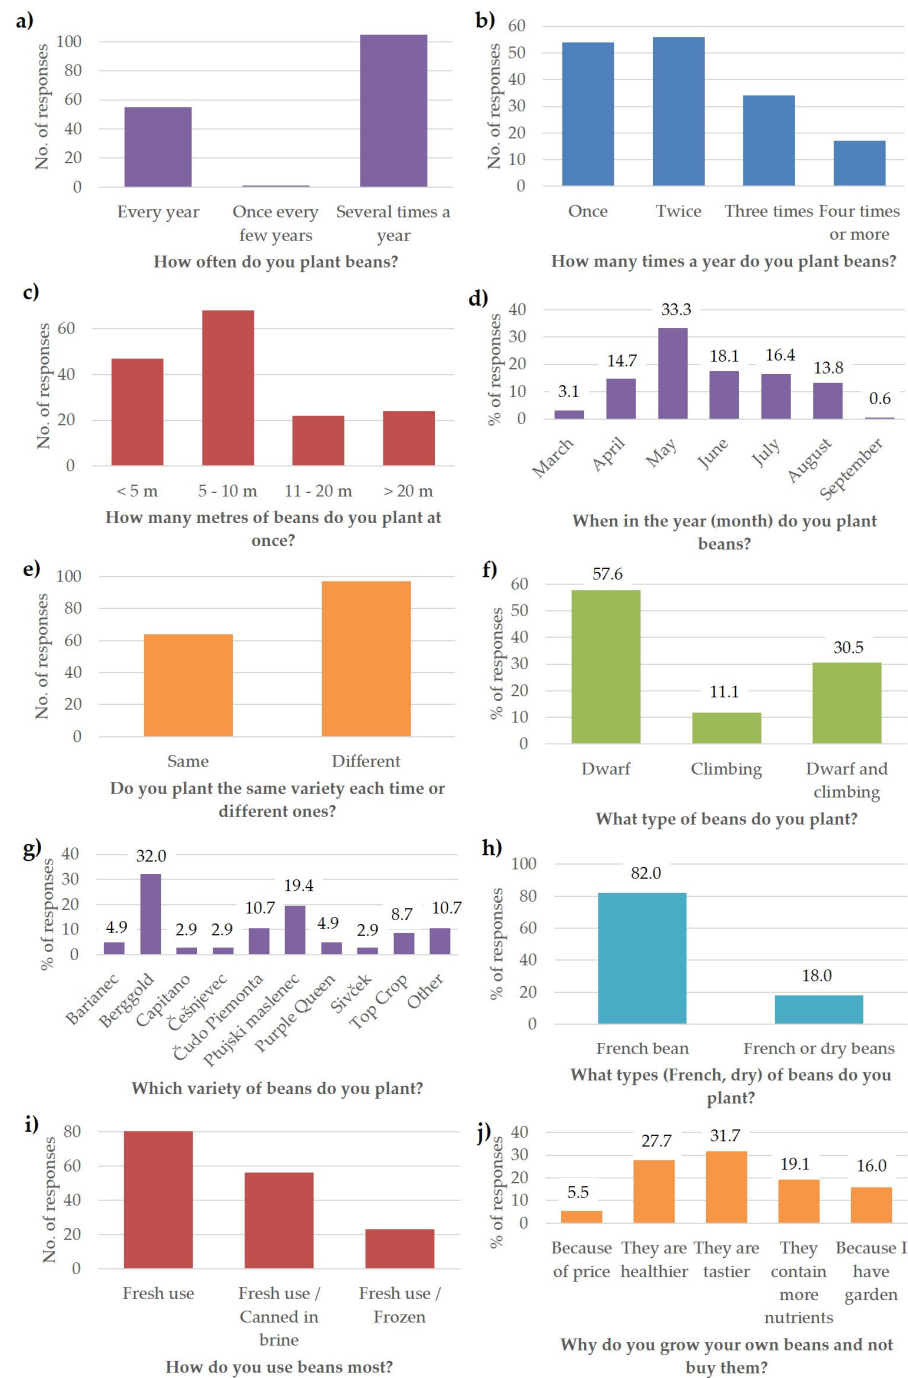 a)
No. of responses
100
80
60
40
20
0
Every year
Once every
few years
Several times a
year
How often do you plant beans?
b)
No. of responses
60
50
40
30
20
10
0
Once
Twice
Three times
Four times
or more
How many times a year do you plant beans?
c)
No. of responses
60
40
20
0
< 5 m
5 - 10 m
11 - 20 m
> 20 m
How many metres of beans do you plant at
once?
d)
% of responses
40
30
20
10
0
3.1
14.7
33.3
18.1
16.4
13.8
0.6
March
April
May
June
July
August
September
When in the year (month) do you plant
beans?
e)
No. of responses
100
80
60
40
20
0
Same
Different
Do you plant the same variety each time or
different ones?
f)
% of responses
60
50
40
30
20
10
0
57.6
11.1
30.5
Dwarf
Climbing
Dwarf and
climbing
What type of beans do you plant?
g)
% of responses
40
30
20
10
0
4.9
32.0
2.9
2.9
10.7
19.4
4.9
2.9
8.7
10.7
Barianec
Berggold
Capitano
Češnjevec
Čudo Piemonta
Ptujski maslenec
Purple Queen
Sivček
Top Crop
Other
Which variety of beans do you plant?
h)
% of responses
100
80
60
40
20
0
82.0
18.0
French bean
French or dry beans
What types (French, dry) of beans do you
plant?
i)
No. of responses
80
60
40
20
0
Fresh use
Fresh use /
Canned in
brine
Fresh use /
Frozen
How do you use beans most?
j)
% of responses
40
30
20
10
0
5.5
27.7
31.7
19.1
16.0
Because
of price
They are
healthier
They are
tastier
They
contain
more
nutrients
Because I
have
garden
Why do you grow your own beans and not
buy them?